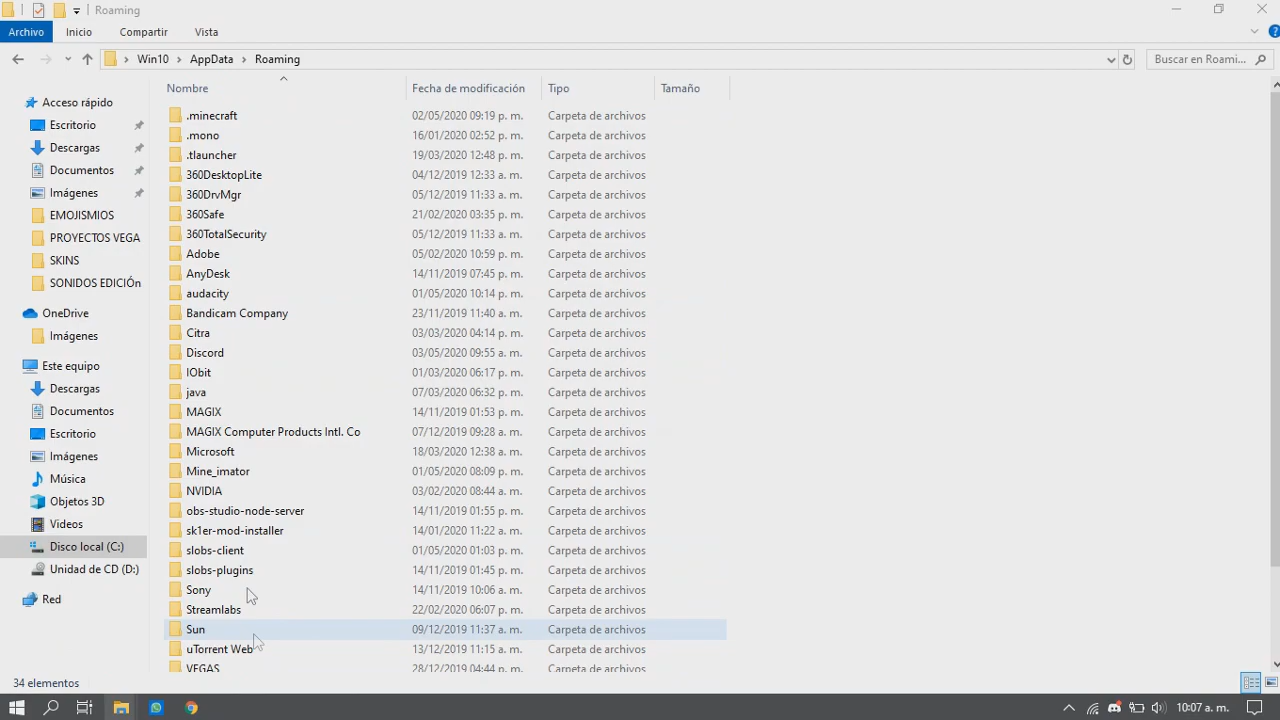 Roaming
Archivo Inicio Compartir Vista
Win10 AppData Roaming Buscar en Roami...
Nombre Fecha de modificación Tipo Tamaño
Acceso rápido
Escritorio
Descargas
Documentos
Imágenes
EMOJISMIOS
PROYECTOS VEGA
SKINS
SONIDOS EDICIÓn
OneDrive
Imágenes
Este equipo
Descargas
Documentos
Escritorio
Imágenes
Música
Objetos 3D
Videos
Disco local (C:)
Unidad de CD (D:)
Red
.minecraft 02/05/2020 09:19 p. m. Carpeta de archivos
.mono 16/01/2020 02:52 p. m. Carpeta de archivos
.tlauncher 19/03/2020 12:48 p. m. Carpeta de archivos
360DesktopLite 04/12/2019 12:33 a. m. Carpeta de archivos
360DrvMgr 05/12/2019 11:33 a. m. Carpeta de archivos
360Safe 21/02/2020 03:35 p. m. Carpeta de archivos
360TotalSecurity 05/12/2019 11:33 a. m. Carpeta de archivos
Adobe 05/02/2020 10:59 p. m. Carpeta de archivos
AnyDesk 14/11/2019 07:45 p. m. Carpeta de archivos
audacity 01/05/2020 10:14 p. m. Carpeta de archivos
Bandicam Company 23/11/2019 11:40 a. m. Carpeta de archivos
Citra 03/03/2020 04:14 p. m. Carpeta de archivos
Discord 03/05/2020 09:55 a. m. Carpeta de archivos
IObit 01/03/2020 06:17 p. m. Carpeta de archivos
java 07/03/2020 06:32 p. m. Carpeta de archivos
MAGIX 14/11/2019 01:53 p. m. Carpeta de archivos
MAGIX Computer Products Intl. Co 07/12/2019 09:28 a. m. Carpeta de archivos
Microsoft 18/03/2020 12:38 a. m. Carpeta de archivos
Mine_imator 01/05/2020 08:09 p. m. Carpeta de archivos
NVIDIA 03/02/2020 08:44 a. m. Carpeta de archivos
obs-studio-node-server 14/11/2019 01:55 p. m. Carpeta de archivos
sk1er-mod-installer 14/01/2020 11:22 a. m. Carpeta de archivos
slobs-client 01/05/2020 01:03 p. m. Carpeta de archivos
slobs-plugins 14/11/2019 01:45 p. m. Carpeta de archivos
Sony 14/11/2019 10:06 a. m. Carpeta de archivos
Streamlabs 22/02/2020 06:07 p. m. Carpeta de archivos
Sun 09/12/2019 11:37 a. m. Carpeta de archivos
uTorrent Web 13/12/2019 11:15 a. m. Carpeta de archivos
VEGAS 28/12/2019 04:44 p. m. Carpeta de archivos
34 elementos
10:07 a. m.